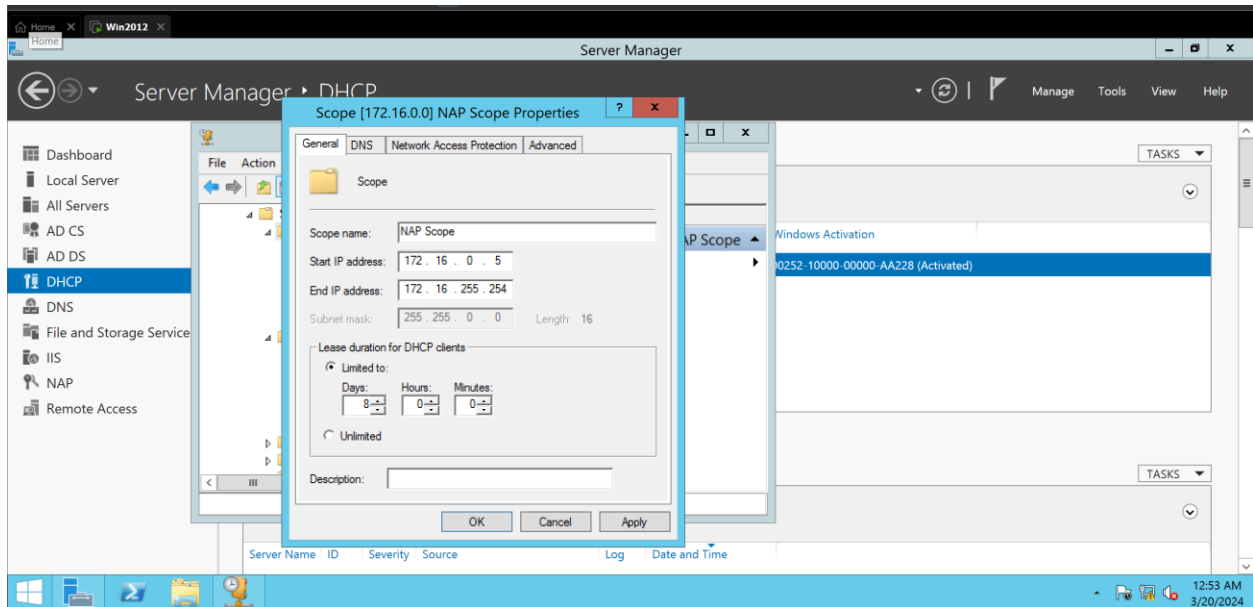 Home
Win2012
Home
Server Manager
Server Manager • DHCP
Manage Tools View Help
Scope [172.16.0.0] NAP Scope Properties ? x
General DNS Network Access Protection Advanced
File Action
Dashboard
Local Server
All Servers
AD CS
AD DS
DHCP
DNS
File and Storage Service
IIS
NAP
Remote Access
TASKS
Scope
Scope name: NAP Scope
Start IP address: 172 . 16 . 0 . 5
End IP address: 172 . 16 . 255 . 254
Subnet mask: 255 . 255 . 0 . 0 Length: 16
Lease duration for DHCP clients
Limited to:
Days: Hours: Minutes:
8 0 0
Unlimited
Description:
OK Cancel Apply
AP Scope
Windows Activation
00252-10000-00000-AA228 (Activated)
TASKS
Server Name ID Severity Source Log Date and Time
12:53 AM
3/20/2024